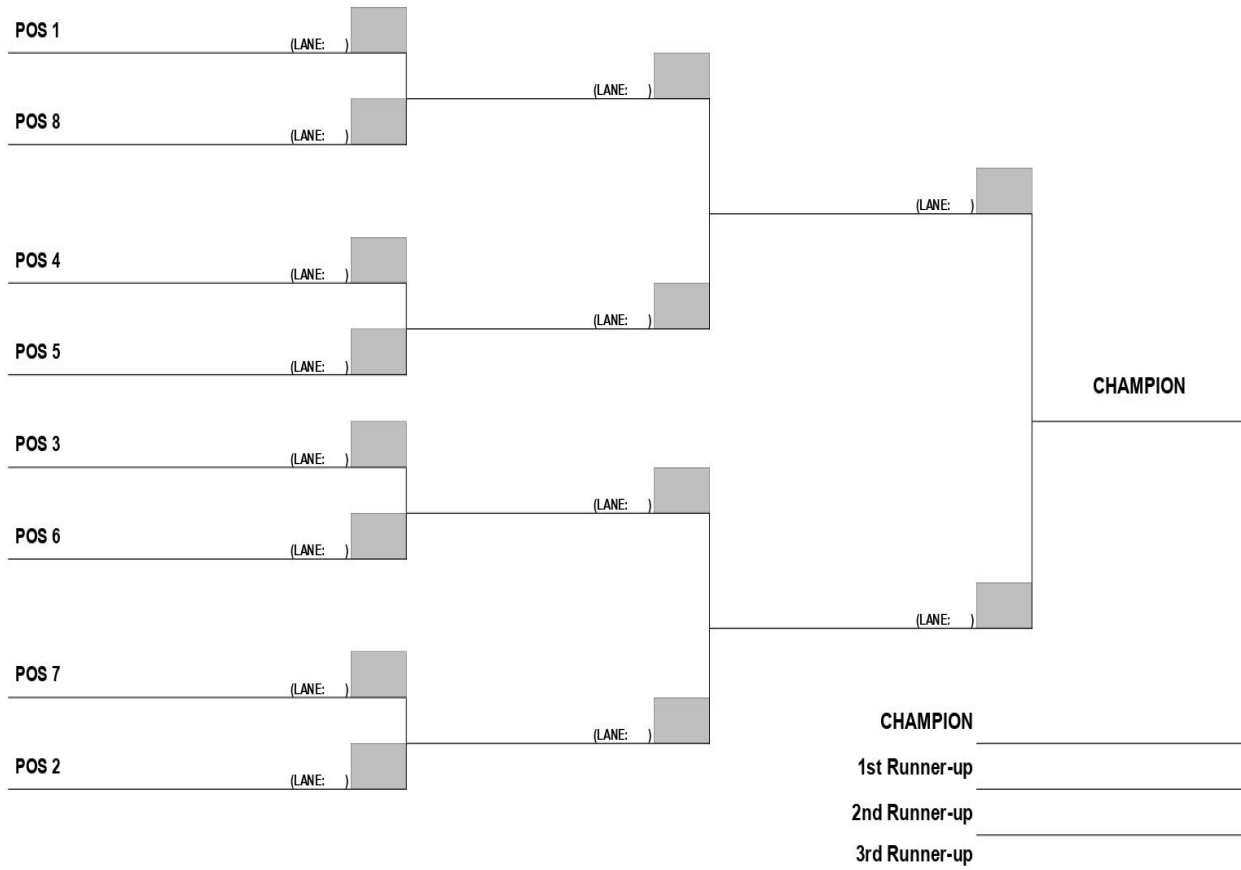 POS 1
(LANE: )
(LANE: )
POS 8
(LANE: )
(LANE: )
POS 4
(LANE: )
(LANE: )
POS 5
(LANE: )
CHAMPION
POS 3
(LANE: )
(LANE: )
POS 6
(LANE: )
(LANE: )
POS 7
(LANE: )
CHAMPION
(LANE: )
POS 2
(LANE: )
1st Runner-up
2nd Runner-up
3rd Runner-up